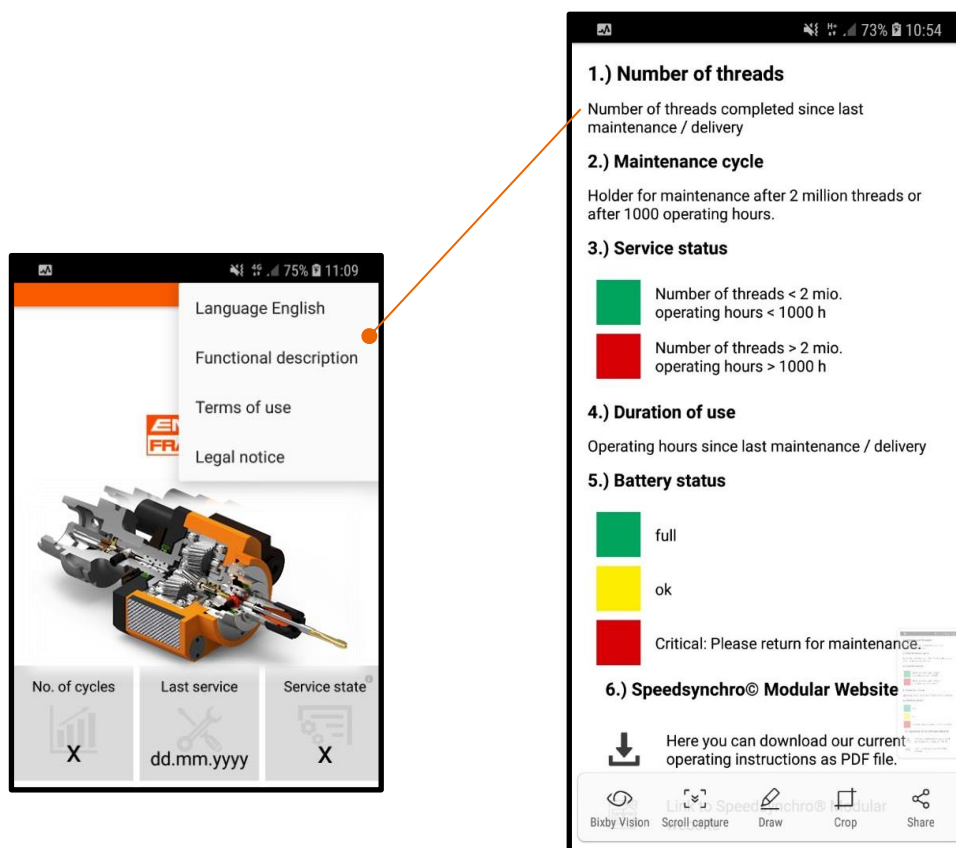 4G 75% 11:09
Language English
Functional description
Terms of use
Legal notice
No. of cycles
X
Last service
dd.mm.yyyy
Service state
X
H+ 73% 10:54
1.) Number of threads
Number of threads completed since last
maintenance / delivery
2.) Maintenance cycle
Holder for maintenance after 2 million threads or
after 1000 operating hours.
3.) Service status
Number of threads < 2 mio.
operating hours < 1000 h
Number of threads > 2 mio.
operating hours > 1000 h
4.) Duration of use
Operating hours since last maintenance / delivery
5.) Battery status
full
ok
Critical: Please return for maintenance.
6.) Speedsynchro© Modular Website
Here you can download our current
operating instructions as PDF file.
Link to Speedsynchro® Modular
Bixby Vision
Scroll capture
Draw
Crop
Share